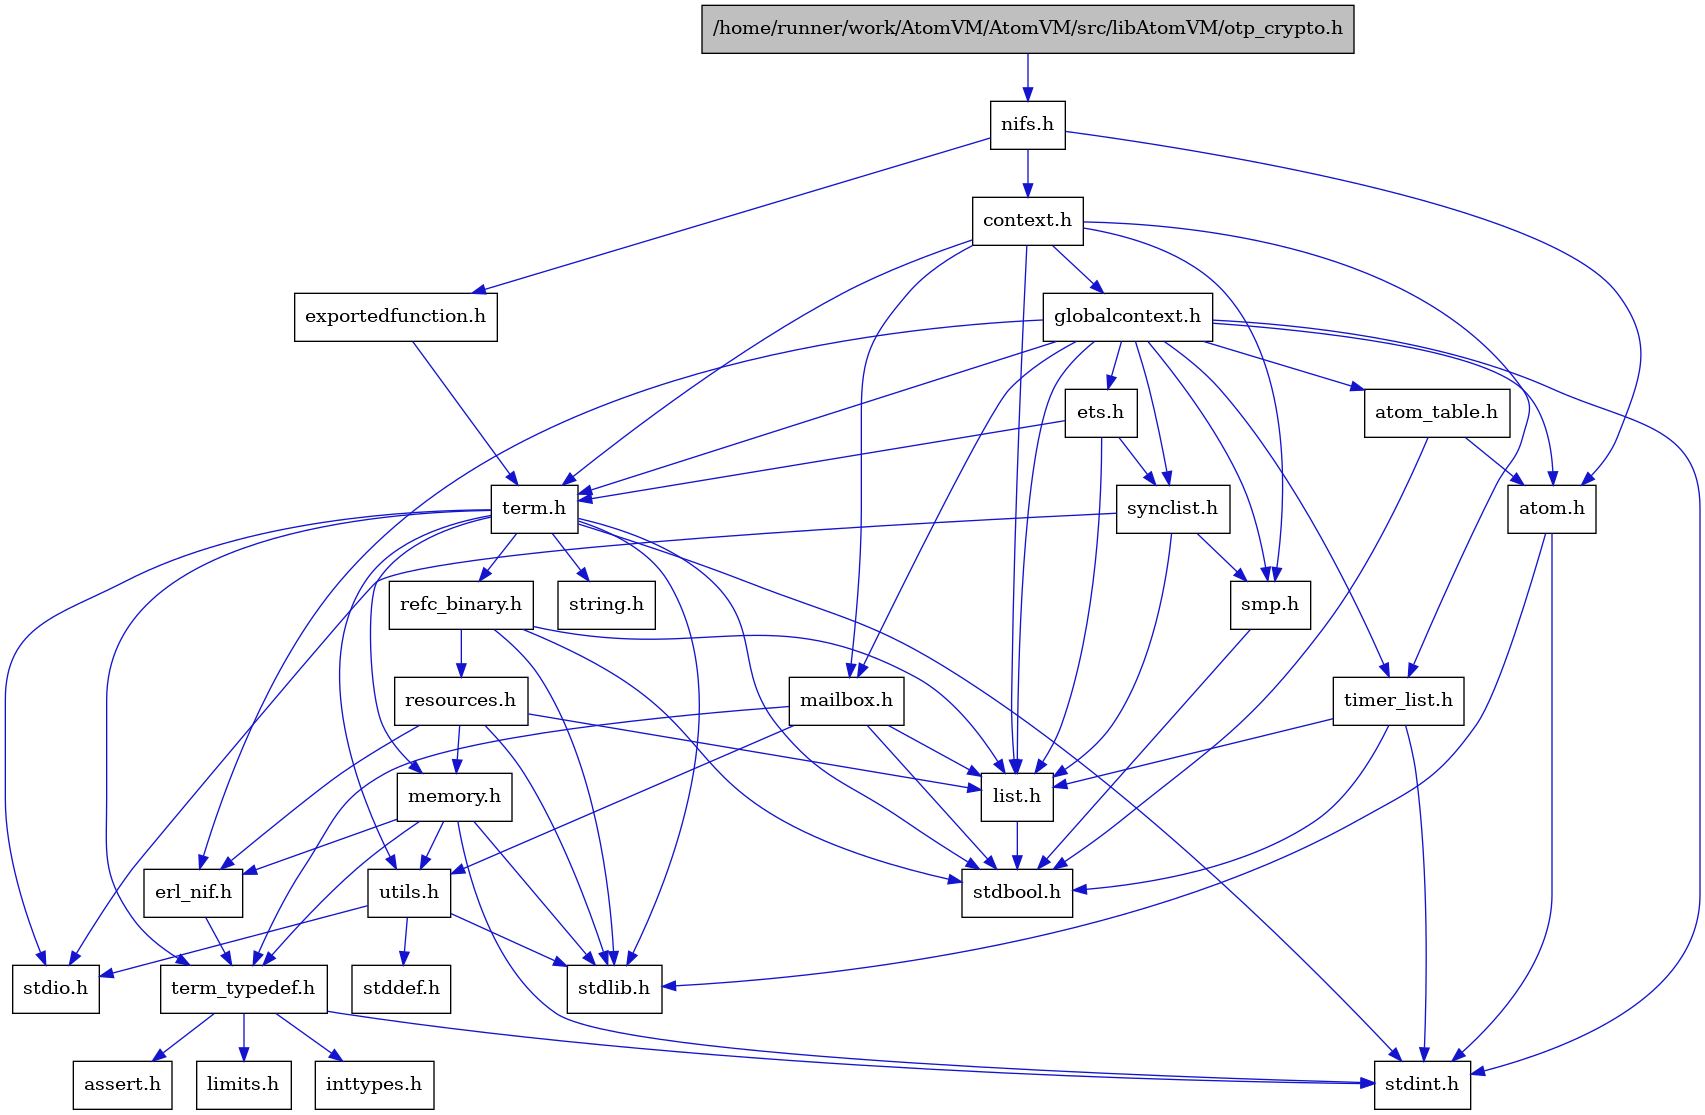 /home/runner/work/AtomVM/AtomVM/src/libAtomVM/otp_crypto.h
nifs.h
context.h
exportedfunction.h
globalcontext.h
ets.h
atom_table.h
term.h
synclist.h
atom.h
refc_binary.h
string.h
smp.h
resources.h
mailbox.h
timer_list.h
memory.h
list.h
erl_nif.h
utils.h
stdbool.h
stdio.h
term_typedef.h
stddef.h
stdlib.h
assert.h
limits.h
inttypes.h
stdint.h